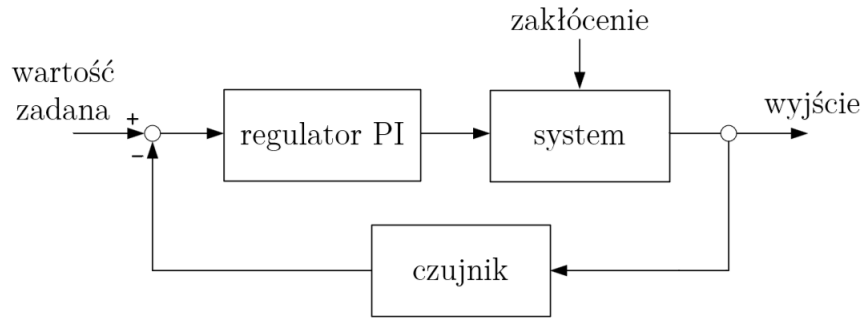 zakłócenie
wartość
zadana
+
−
regulator PI
system
wyjście
czujnik